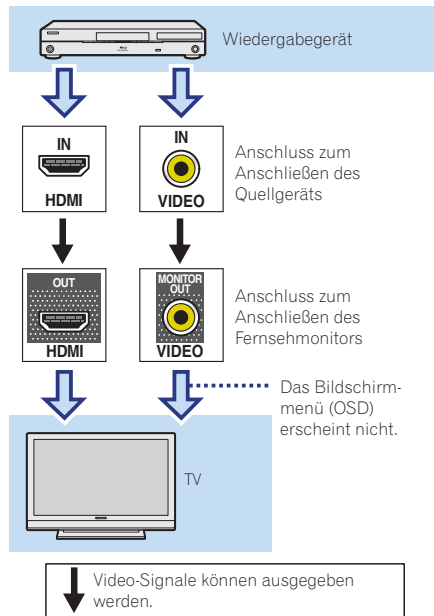 Wiedergabegerät
IN
HDMI
IN
VIDEO
Anschluss zum
Anschließen des
Quellgeräts
OUT
HDMI
MONITOR
OUT
VIDEO
Anschluss zum
Anschließen des
Fernsehmonitors
Das Bildschirm-
menü (OSD)
erscheint nicht.
TV
Video-Signale können ausgegeben
werden.